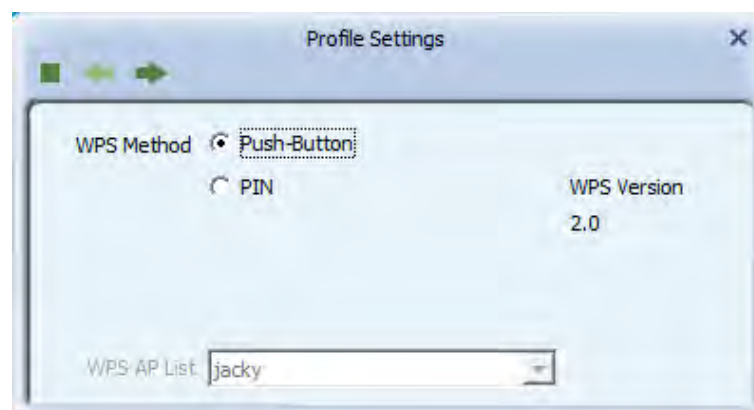 Profile Settings
WPS Method Push-Button
PIN WPS Version
2.0
WPS AP List jacky